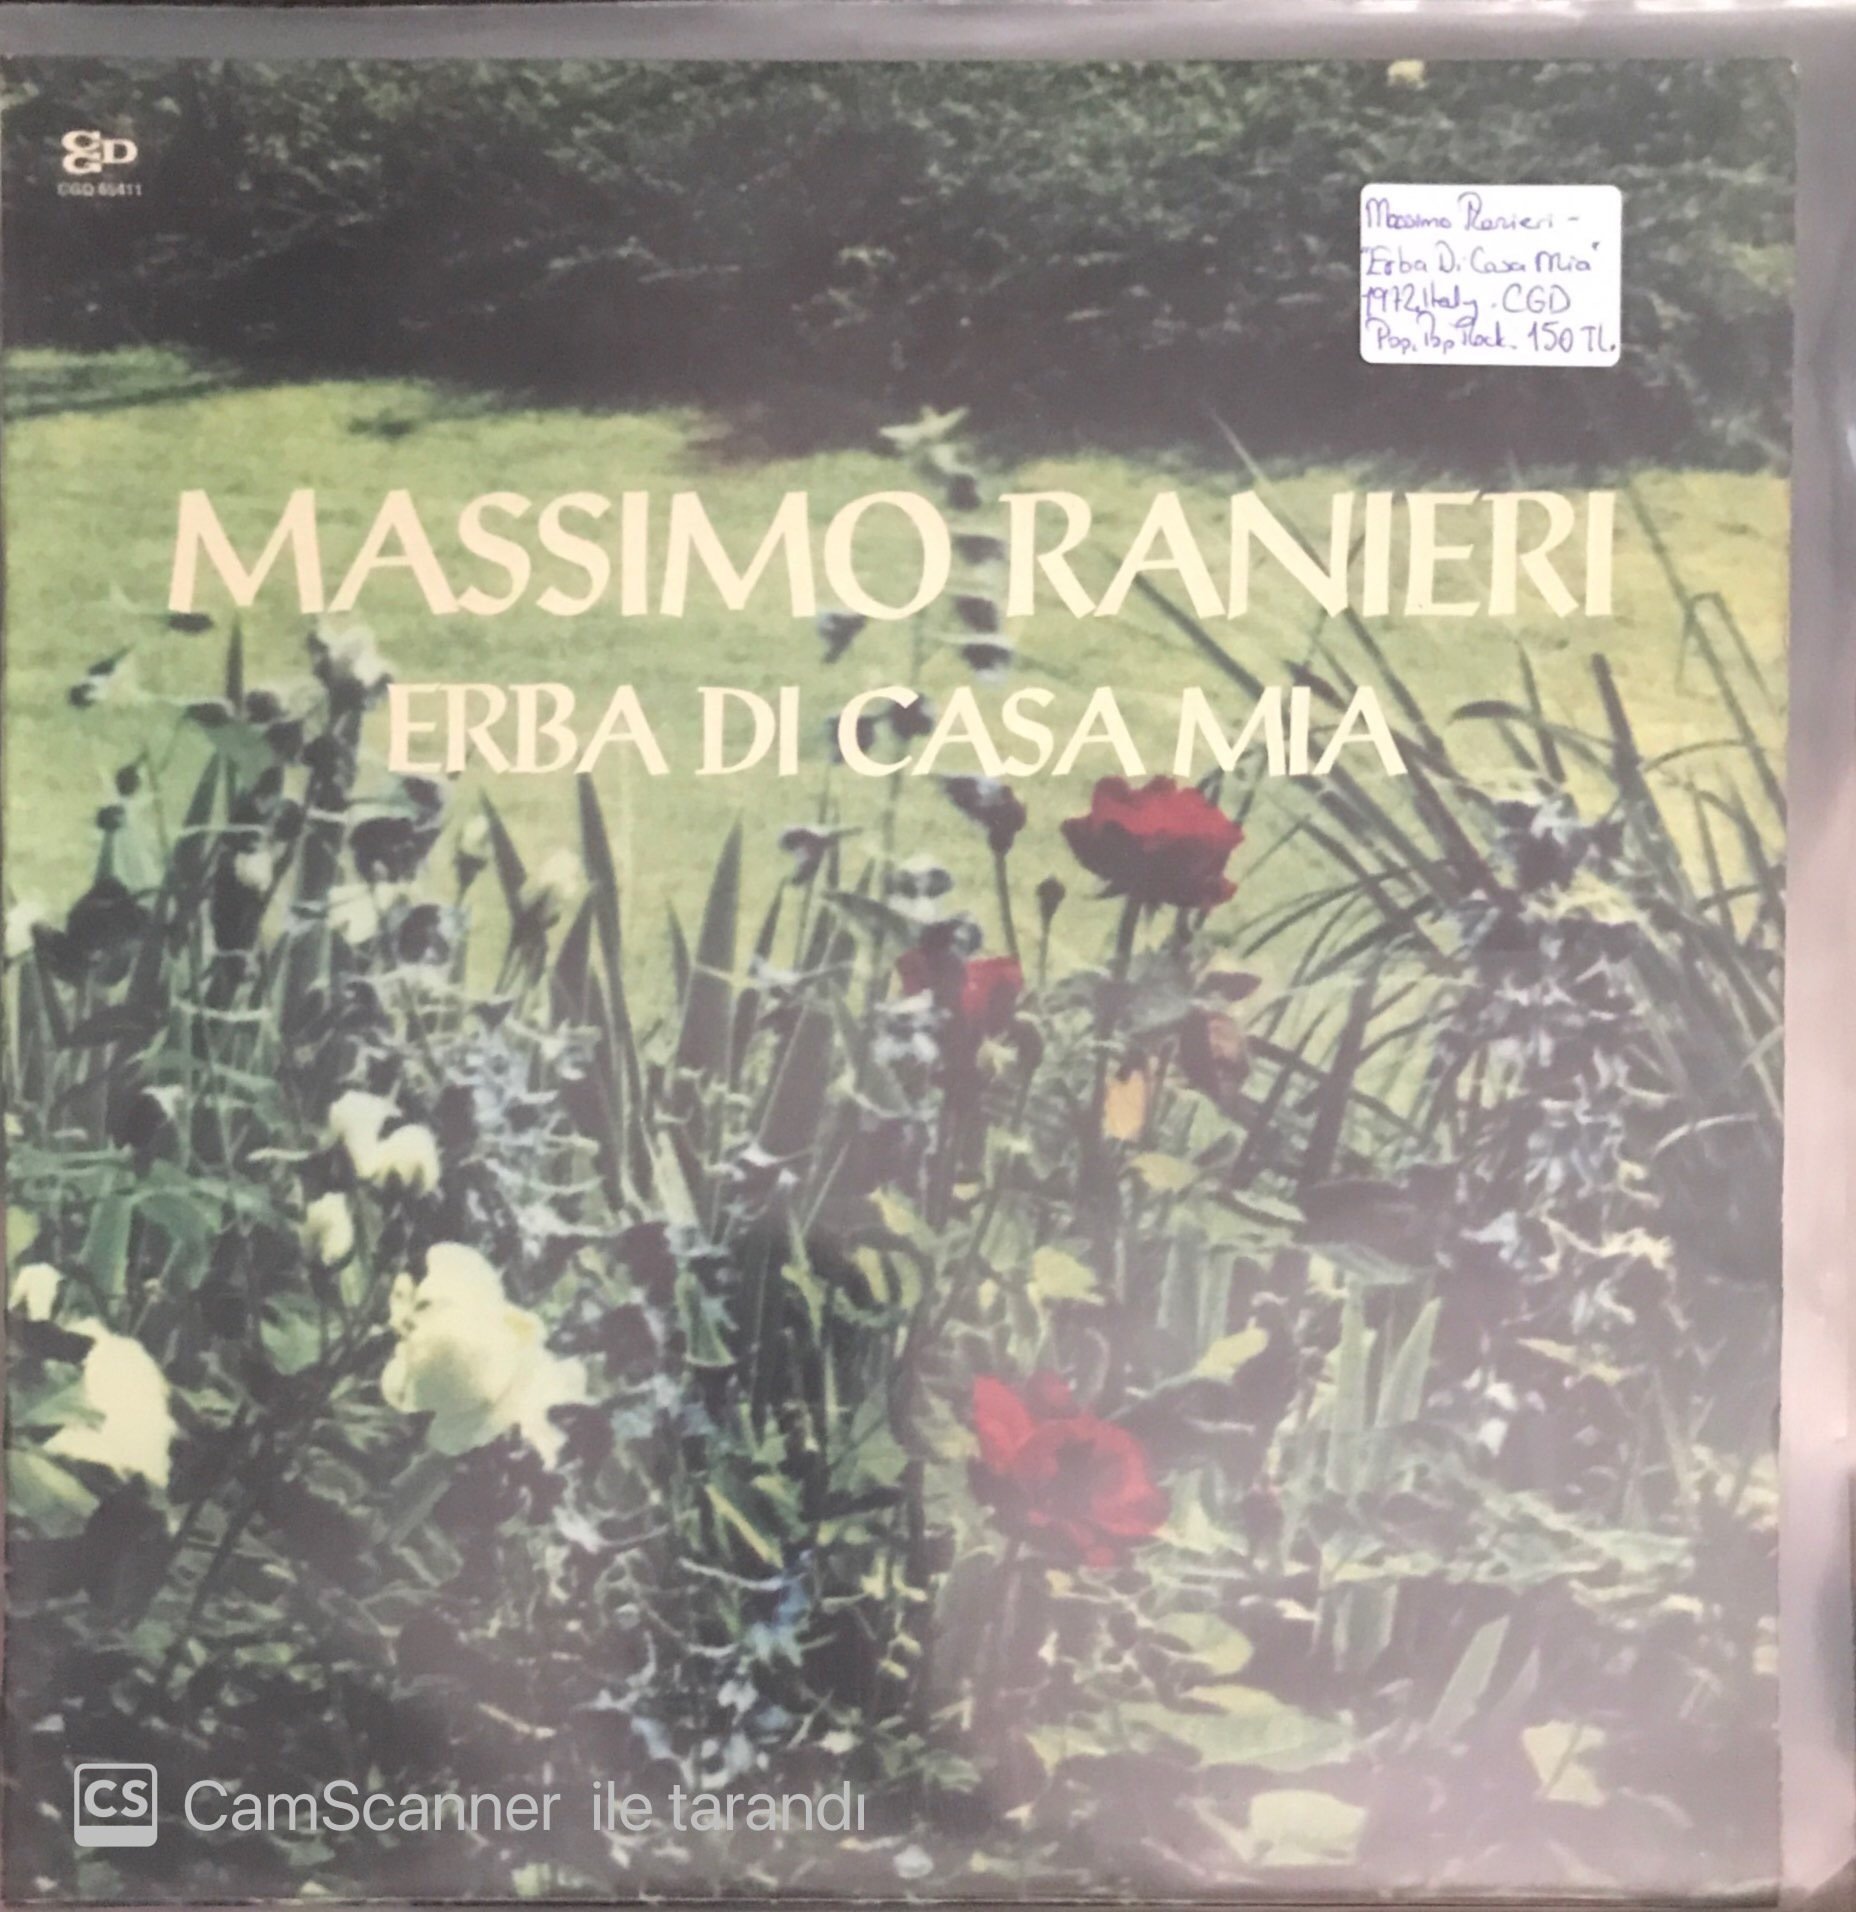 CGD
CGD 65411
Massimo Ranieri -
"Erba Di Casa Mia"
1972, Italy . CGD
Pop, Pop Rock. 150 TL.
MASSIMO RANIERI
ERBA DI CASA MIA
CS CamScanner ile tarandı